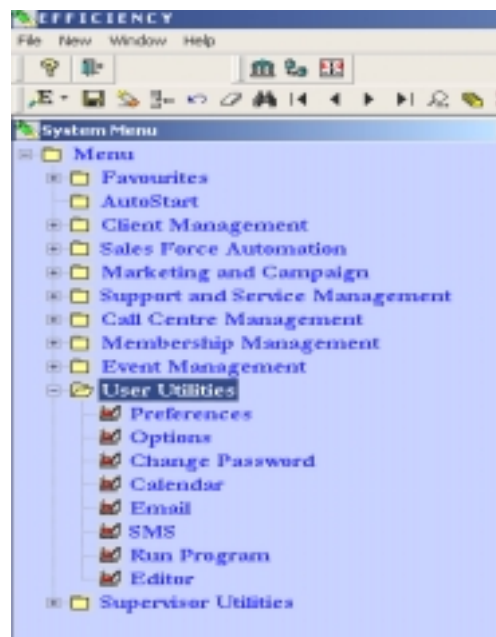 EFFICIENCY
File New Window Help
System Menu
Menu
Favourites
AutoStart
Client Management
Sales Force Automation
Marketing and Campaign
Support and Service Management
Call Centre Management
Membership Management
Event Management
User Utilities
Preferences
Options
Change Password
Calendar
Email
SMS
Run Program
Editor
Supervisor Utilities